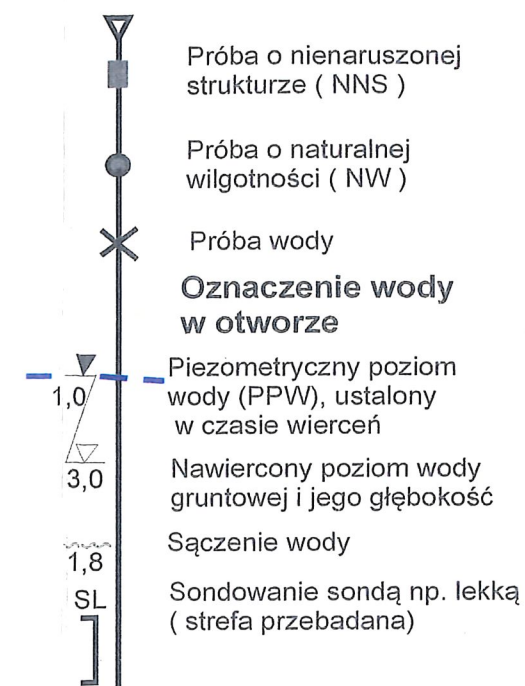 Próba o nienaruszonej
strukturze ( NNS )
Próba o naturalnej
wilgotności ( NW )
Próba wody
Oznaczenie wody
w otworze
Piezometryczny poziom
1,0
wody (PPW), ustalony
w czasie wierceń
Nawiercony poziom wody
3,0
gruntowej i jego głębokość
Sączenie wody
1,8
SL
Sondowanie sondą np. lekką
( strefa przebadana)